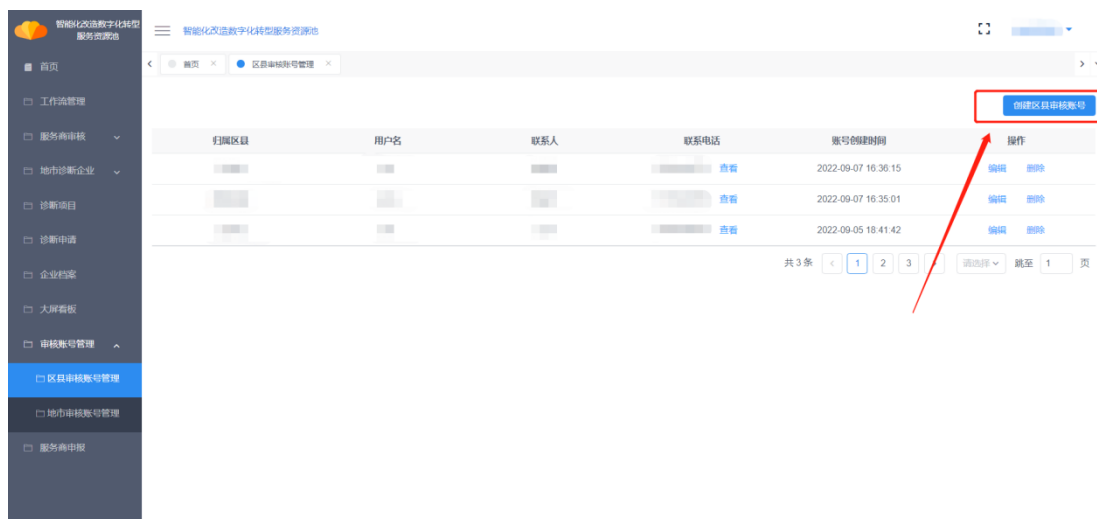 智能化改造数字化转型
服务资源池
智能化改造数字化转型服务资源池
首页
首页 ×
区县审核账号管理 ×
工作流管理
创建区县审核账号
服务商审核
归属区县 用户名 联系人 联系电话 账号创建时间 操作
地市诊断企业
查看 2022-09-07 16:36:15 编辑 删除
诊断项目
查看 2022-09-07 16:35:01 编辑 删除
诊断申请
查看 2022-09-05 18:41:42 编辑 删除
企业档案
共 3 条 < 1 2 3 请选择 跳至 1 页
大屏看板
审核账号管理
区县审核账号管理
地市审核账号管理
服务商申报